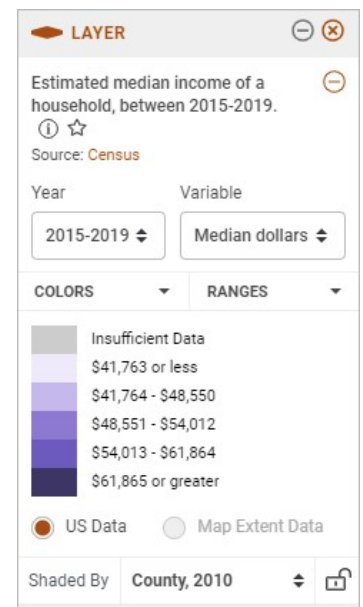 LAYER
Estimated median income of a
household, between 2015-2019.
Source: Census
Year Variable
2015-2019 Median dollars
COLORS RANGES
Insufficient Data
$41,763 or less
$41,764 - $48,550
$48,551 - $54,012
$54,013 - $61,864
$61,865 or greater
US Data Map Extent Data
Shaded By County, 2010